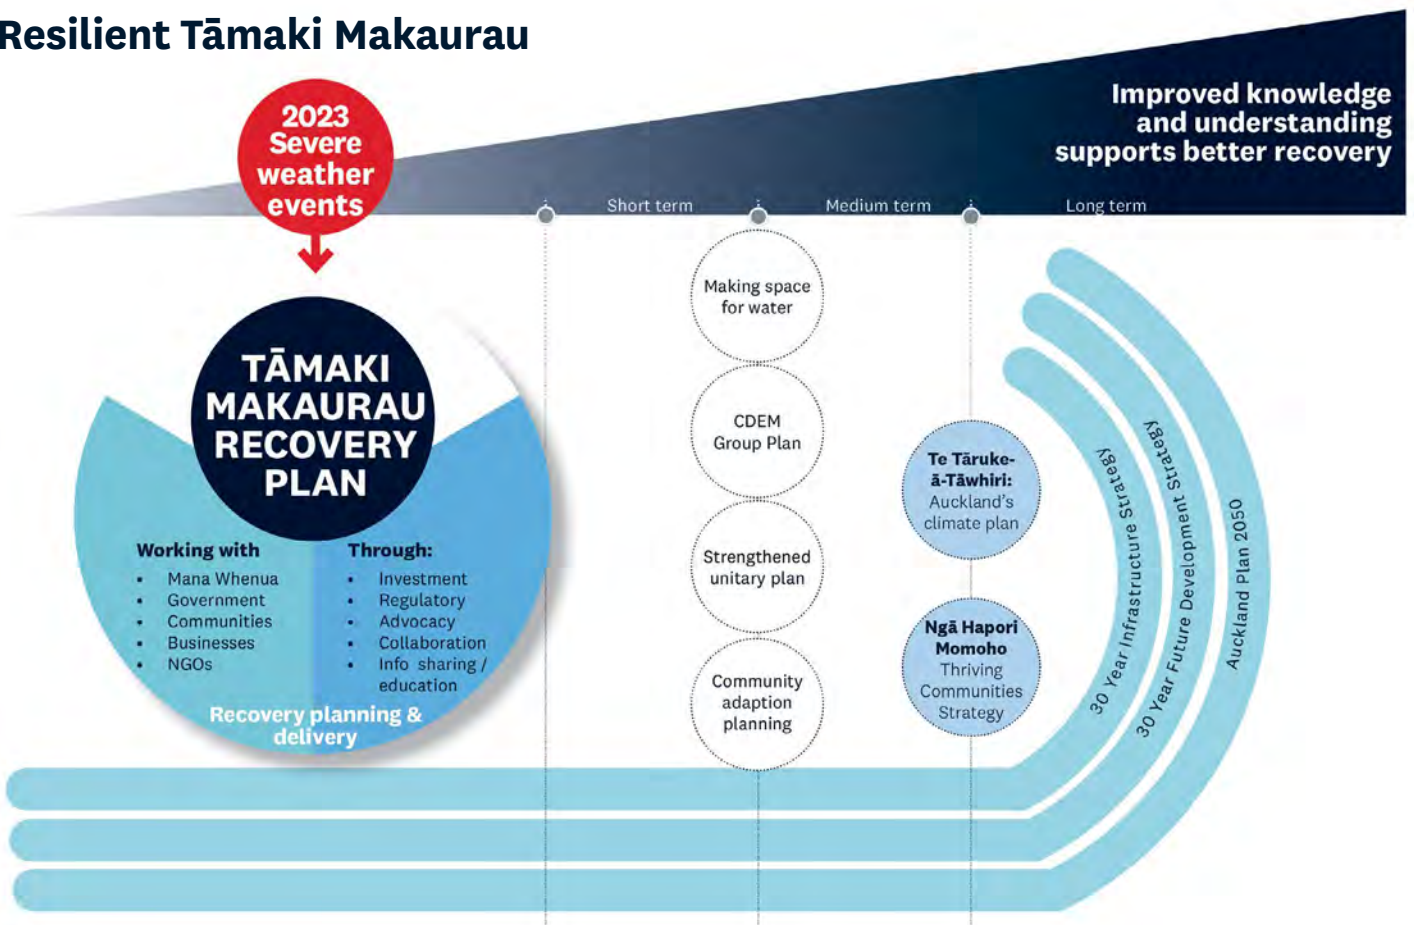 Resilient Tāmaki Makaurau
2023
Severe
weather
events
Improved knowledge
and understanding
supports better recovery
Short term
Medium term
Long term
TĀMAKI
MAKAURAU
RECOVERY
PLAN
Working with
• Mana Whenua
• Government
• Communities
• Businesses
• NGOs
Through:
• Investment
• Regulatory
• Advocacy
• Collaboration
• Info sharing /
education
Recovery planning &
delivery
Making space
for water
CDEM
Group Plan
Strengthened
unitary plan
Community
adaption
planning
Te Tāruke-
ā-Tāwhiri:
Auckland's
climate plan
Ngā Hapori
Momoho
Thriving
Communities
Strategy
30 Year Infrastructure Strategy
30 Year Future Development Strategy
Auckland Plan 2050